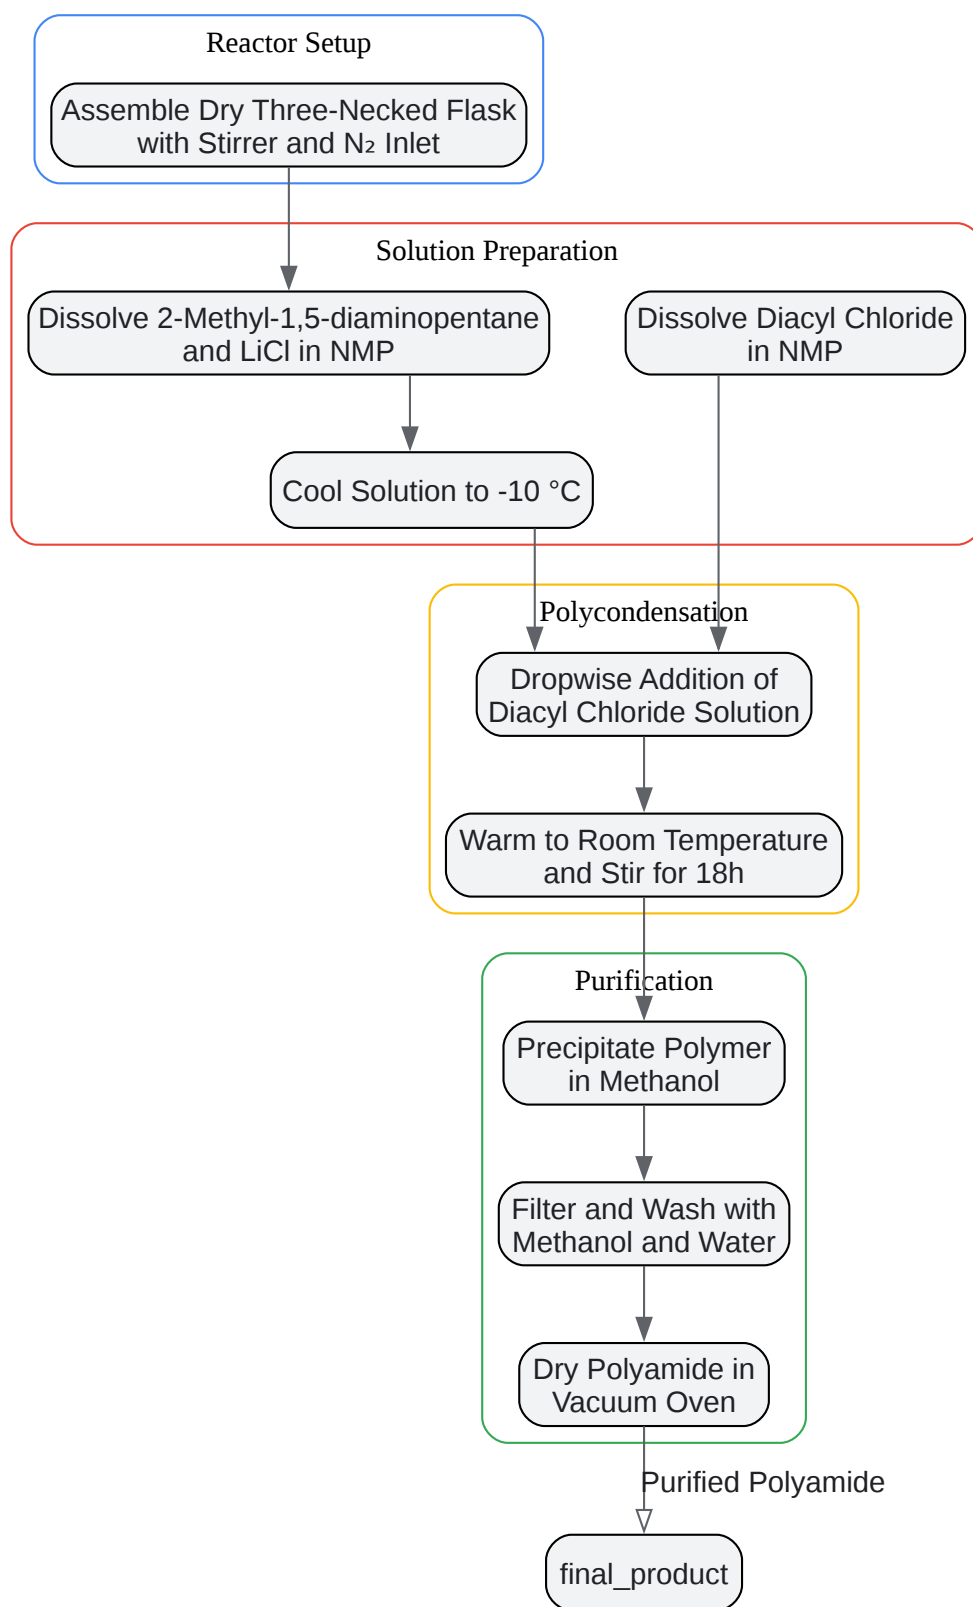 Reactor Setup
Assemble Dry Three-Necked Flask
with Stirrer and N₂ Inlet
Solution Preparation
Dissolve 2-Methyl-1,5-diaminopentane
and LiCl in NMP
Dissolve Diacyl Chloride
in NMP
Cool Solution to -10 °C
Polycondensation
Dropwise Addition of
Diacyl Chloride Solution
Warm to Room Temperature
and Stir for 18h
Purification
Precipitate Polymer
in Methanol
Filter and Wash with
Methanol and Water
Dry Polyamide in
Vacuum Oven
Purified Polyamide
final_product